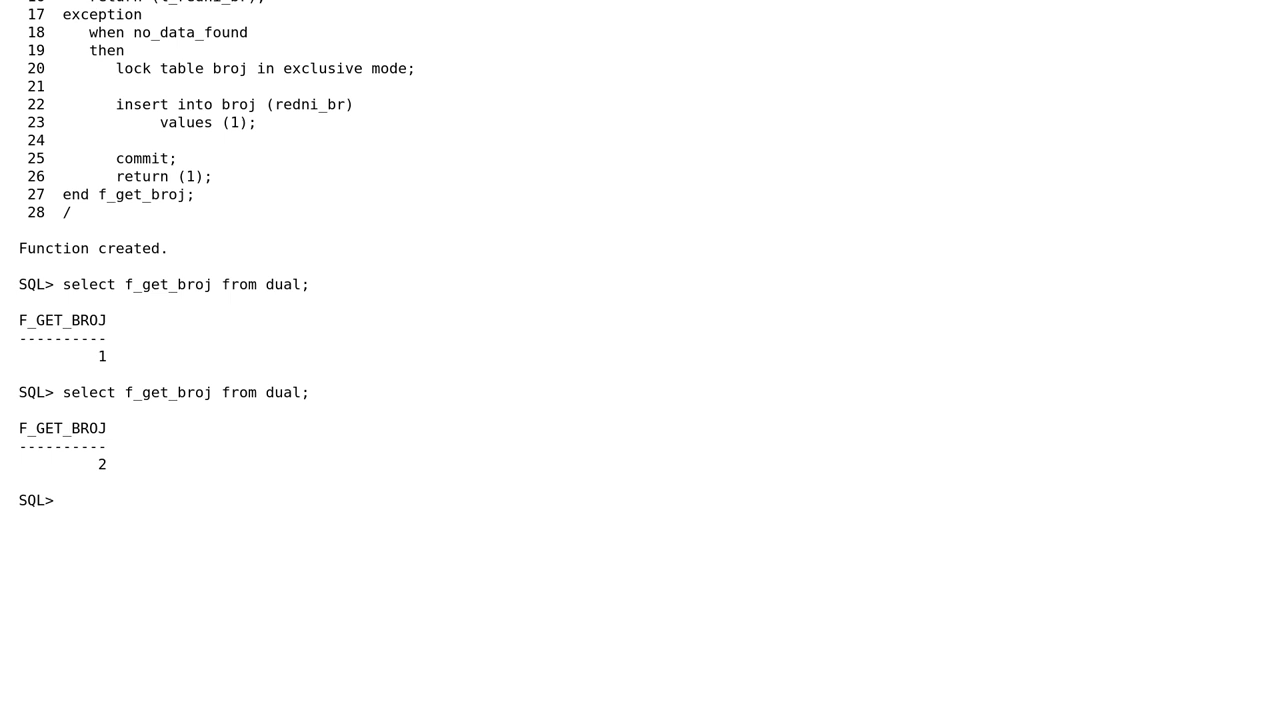 17  exception
18     when no_data_found
19     then
20        lock table broj in exclusive mode;
21
22        insert into broj (redni_br)
23             values (1);
24
25        commit;
26        return (1);
27  end f_get_broj;
28  /
Function created.
SQL> select f_get_broj from dual;
F_GET_BROJ
----------
         1
SQL> select f_get_broj from dual;
F_GET_BROJ
----------
         2
SQL>